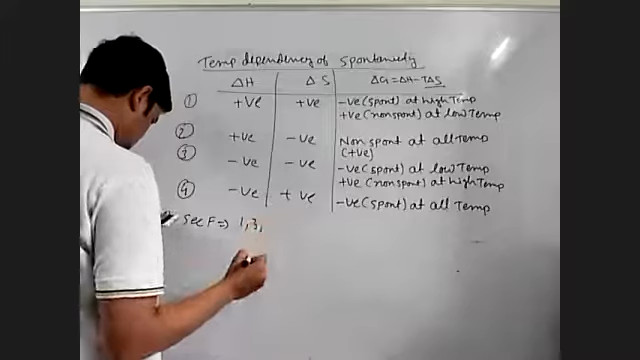 Temp dependency of spontaneity
ΔH ΔS ΔG = ΔH - TΔS
① +ve +ve -ve (spont) at high Temp
+ve (nonspont) at low Temp
② +ve -ve Non spont at all Temp
(+ve)
③ -ve -ve -ve (spont) at low Temp
+ve (nonspont) at high Temp
④ -ve +ve -ve (spont) at all Temp
Sec F ⇒ 1, 3,